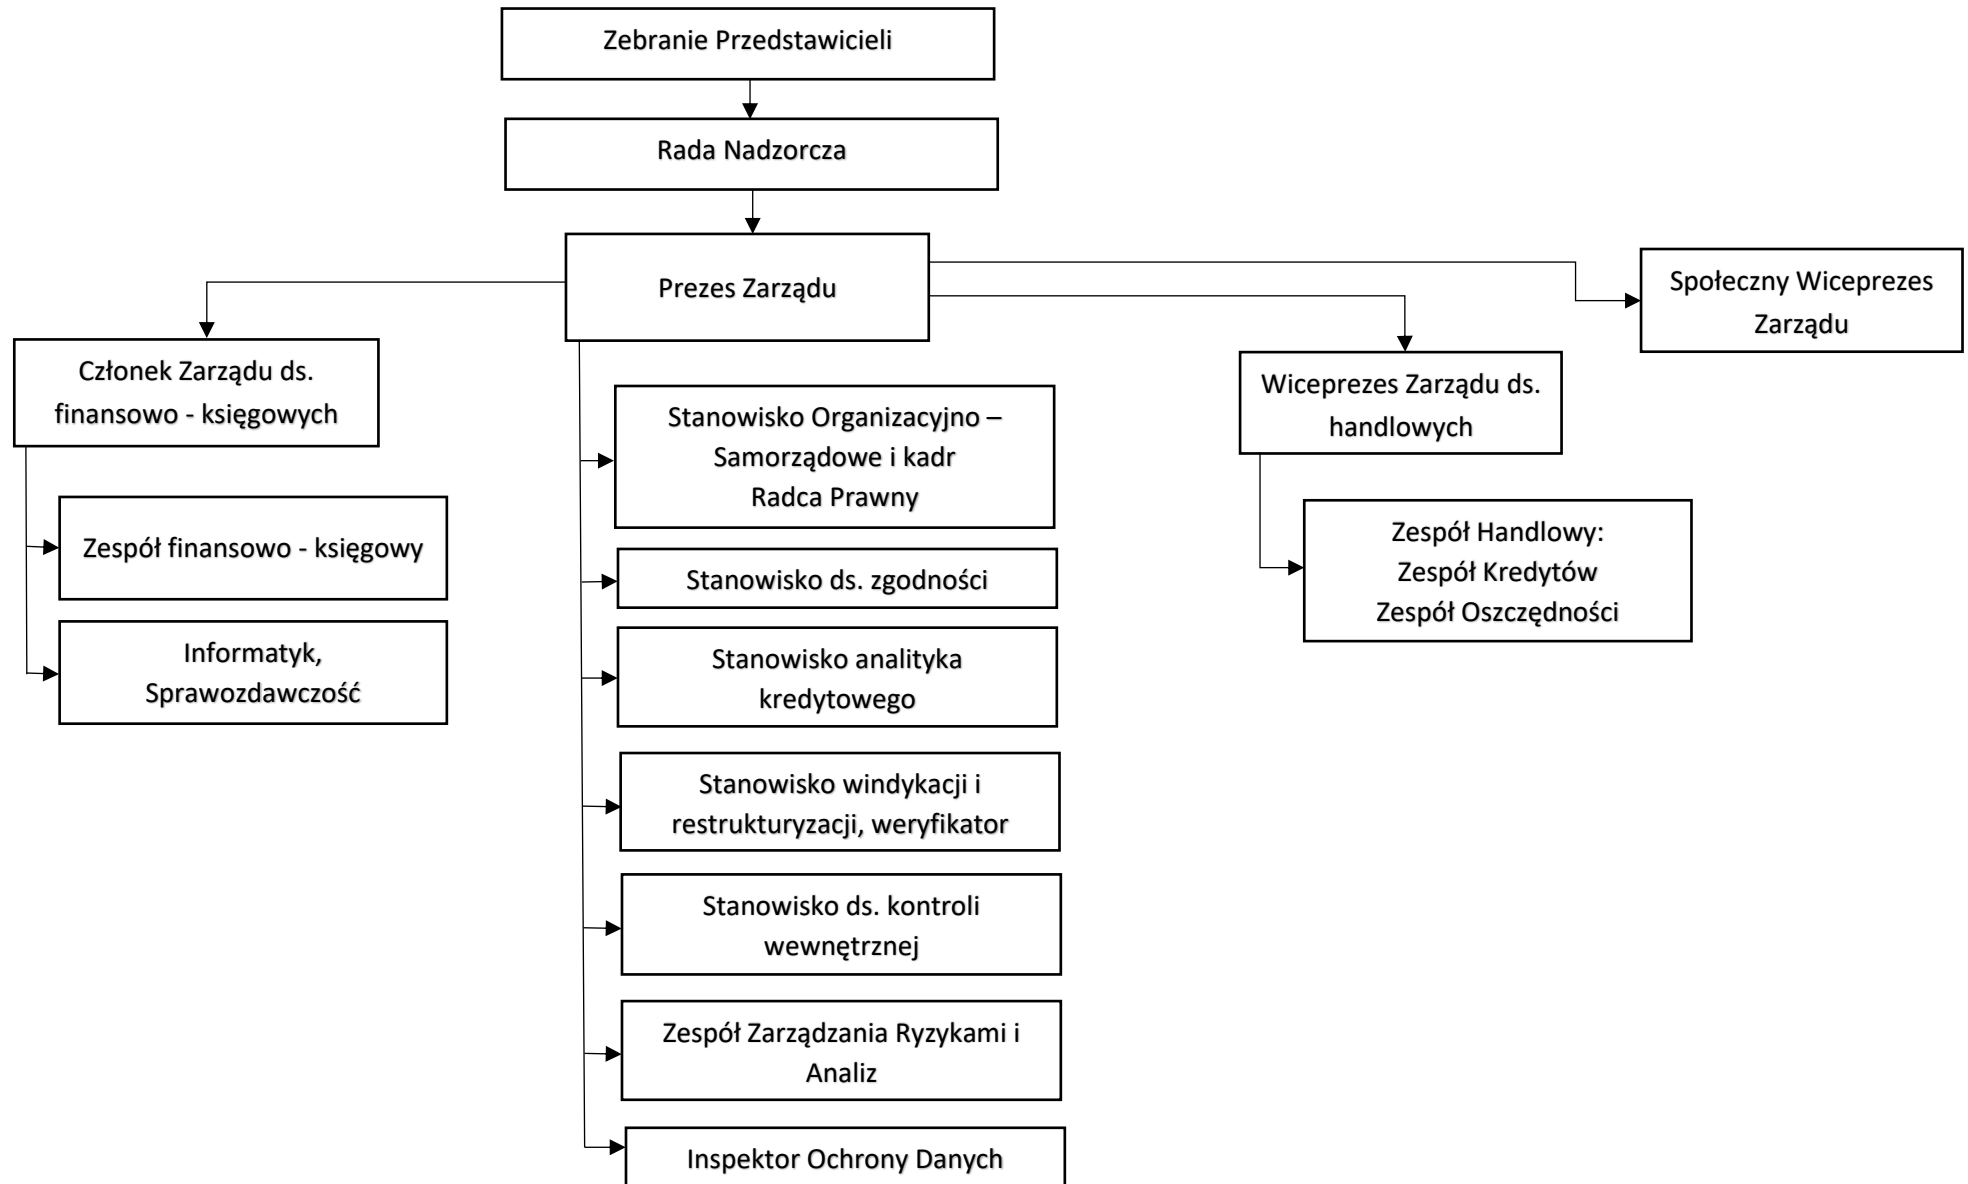 Zebranie Przedstawicieli
Rada Nadzorcza
Prezes Zarządu
Społeczny Wiceprezes
Zarządu
Członek Zarządu ds.
finansowo - księgowych
Wiceprezes Zarządu ds.
handlowych
Stanowisko Organizacyjno –
Samorządowe i kadr
Radca Prawny
Zespół finansowo - księgowy
Zespół Handlowy:
Zespół Kredytów
Zespół Oszczędności
Stanowisko ds. zgodności
Informatyk,
Sprawozdawczość
Stanowisko analityka
kredytowego
Stanowisko windykacji i
restrukturyzacji, weryfikator
Stanowisko ds. kontroli
wewnętrznej
Zespół Zarządzania Ryzykami i
Analiz
Inspektor Ochrony Danych